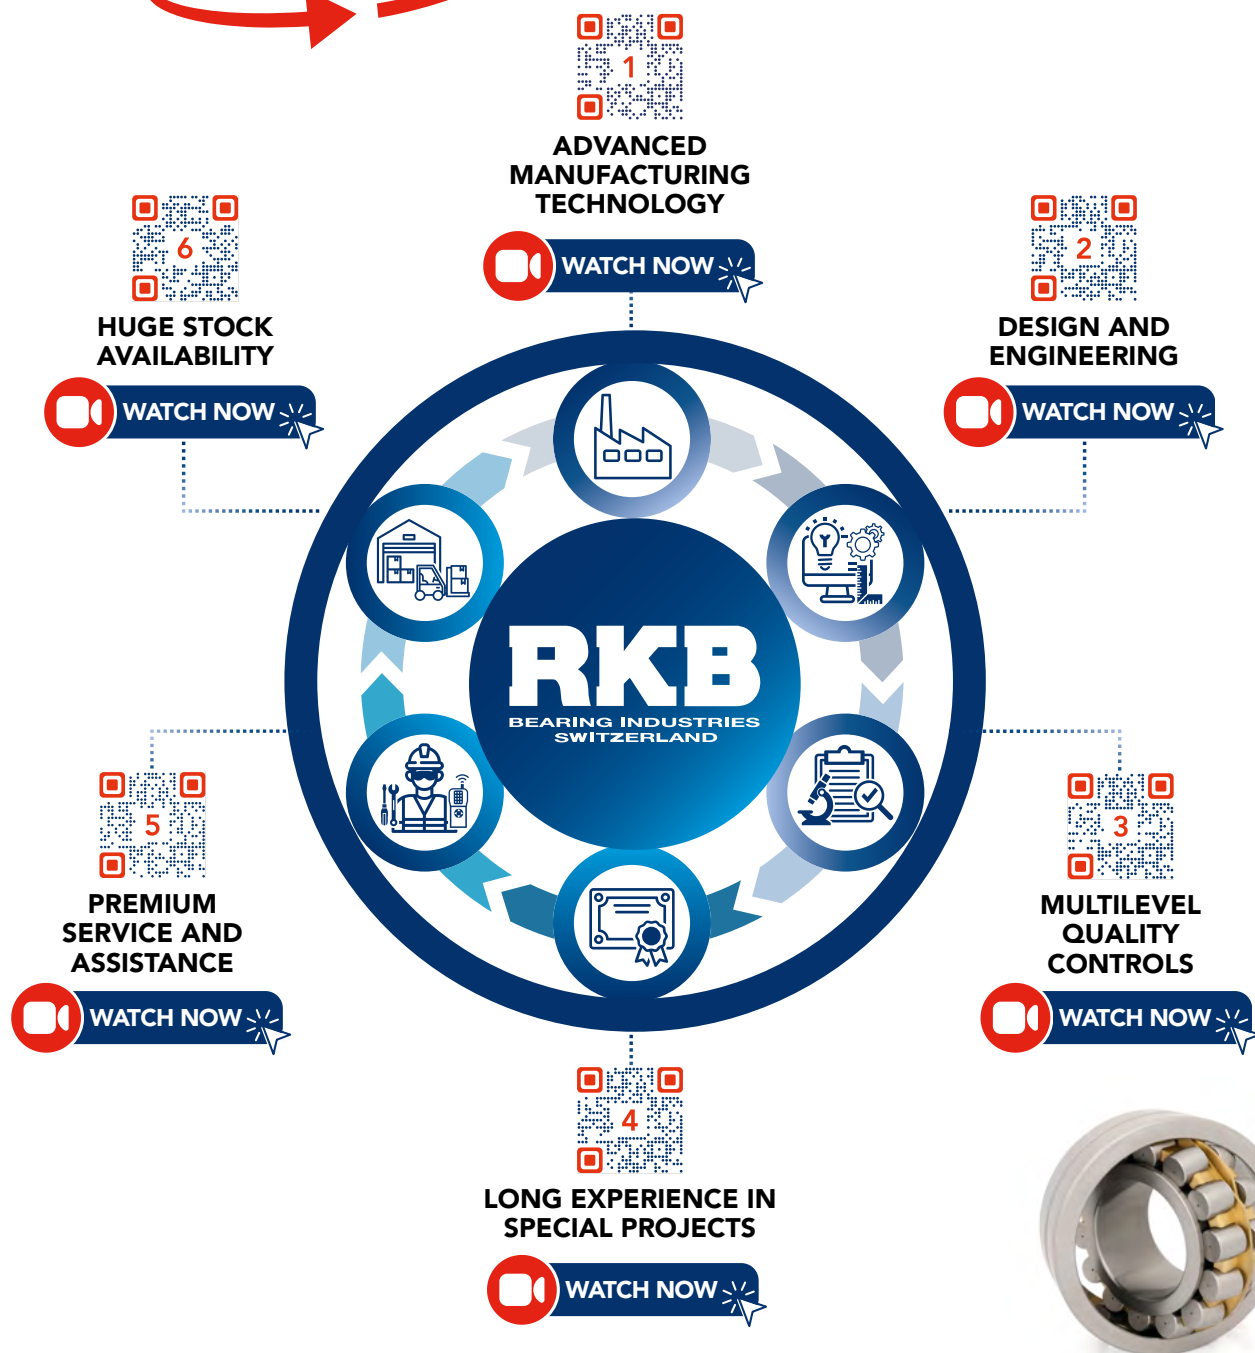 1
ADVANCED
MANUFACTURING
TECHNOLOGY
WATCH NOW
2
DESIGN AND
ENGINEERING
WATCH NOW
3
MULTILEVEL
QUALITY
CONTROLS
WATCH NOW
4
LONG EXPERIENCE IN
SPECIAL PROJECTS
WATCH NOW
5
PREMIUM
SERVICE AND
ASSISTANCE
WATCH NOW
6
HUGE STOCK
AVAILABILITY
WATCH NOW
RKB
BEARING INDUSTRIES
SWITZERLAND